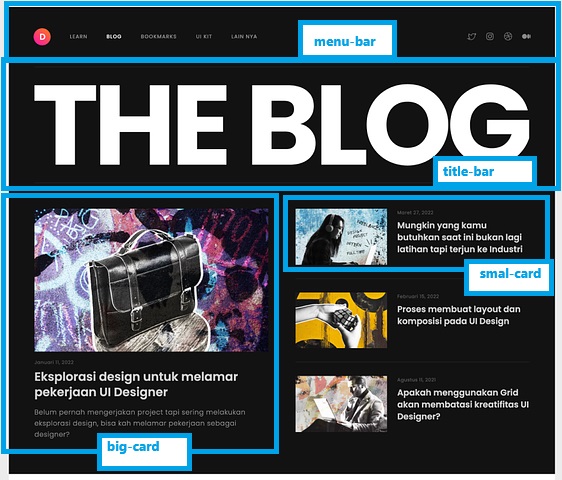 D
LEARN
BLOG
BOOKMARKS
UI KIT
LAIN NYA
menu-bar
THE BLOG
title-bar
Januari 11, 2022
Eksplorasi design untuk melamar
pekerjaan UI Designer
Belum pernah mengerjakan project tapi sering melakukan
eksplorasi design, bisa kah melamar pekerjaan sebagai
designer?
big-card
Maret 27, 2022
Mungkin yang kamu
butuhkan saat ini bukan lagi
latihan tapi terjun ke Industri
smal-card
Februari 15, 2022
Proses membuat layout dan
komposisi pada UI Design
Agustus 11, 2021
Apakah menggunakan Grid
akan membatasi kreatifitas UI
Designer?